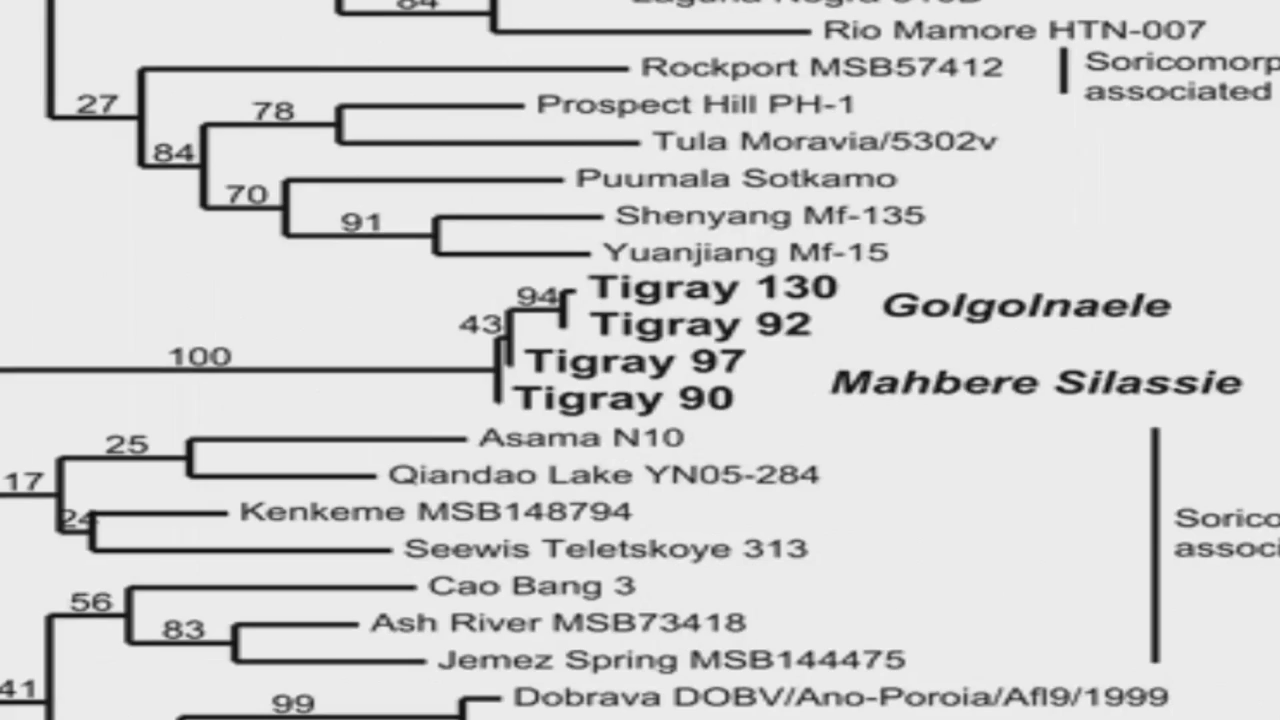 84
Rio Mamore HTN-007
Rockport MSB57412
Soricomorp
associated
27
78
Prospect Hill PH-1
84
Tula Moravia/5302v
70
Puumala Sotkamo
91
Shenyang Mf-135
Yuanjiang Mf-15
94
Tigray 130
Golgolnaele
43
Tigray 92
100
Tigray 97
Mahbere Silassie
Tigray 90
25
Asama N10
17
Qiandao Lake YN05-284
24
Kenkeme MSB148794
Sorico
Seewis Teletskoye 313
associ
56
Cao Bang 3
83
Ash River MSB73418
Jemez Spring MSB144475
41
99
Dobrava DOBV//Ano-Poroia/Afl9/1999